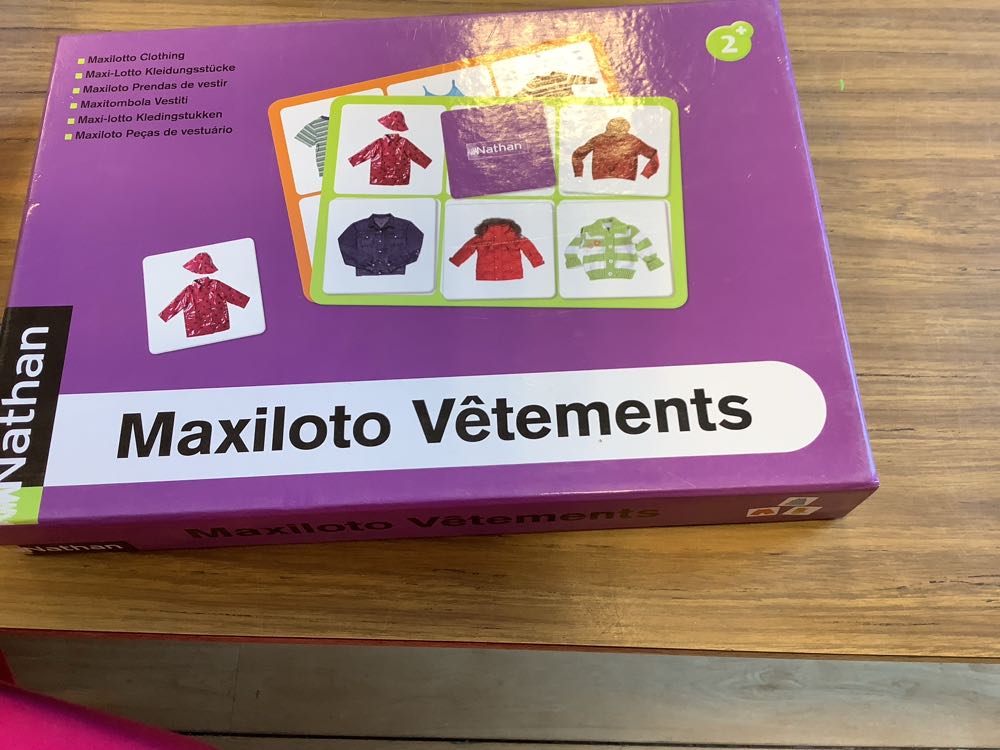 Maxilotto Clothing
Maxi-Lotto Kleidungsstücke
Maxiloto Prendas de vestir
Maxitombola Vestiti
Maxi-lotto Kledingstukken
Maxiloto Peças de vestuário
2+
Nathan
Nathan
Maxiloto Vêtements
Maxiloto Vêtements
Nathan